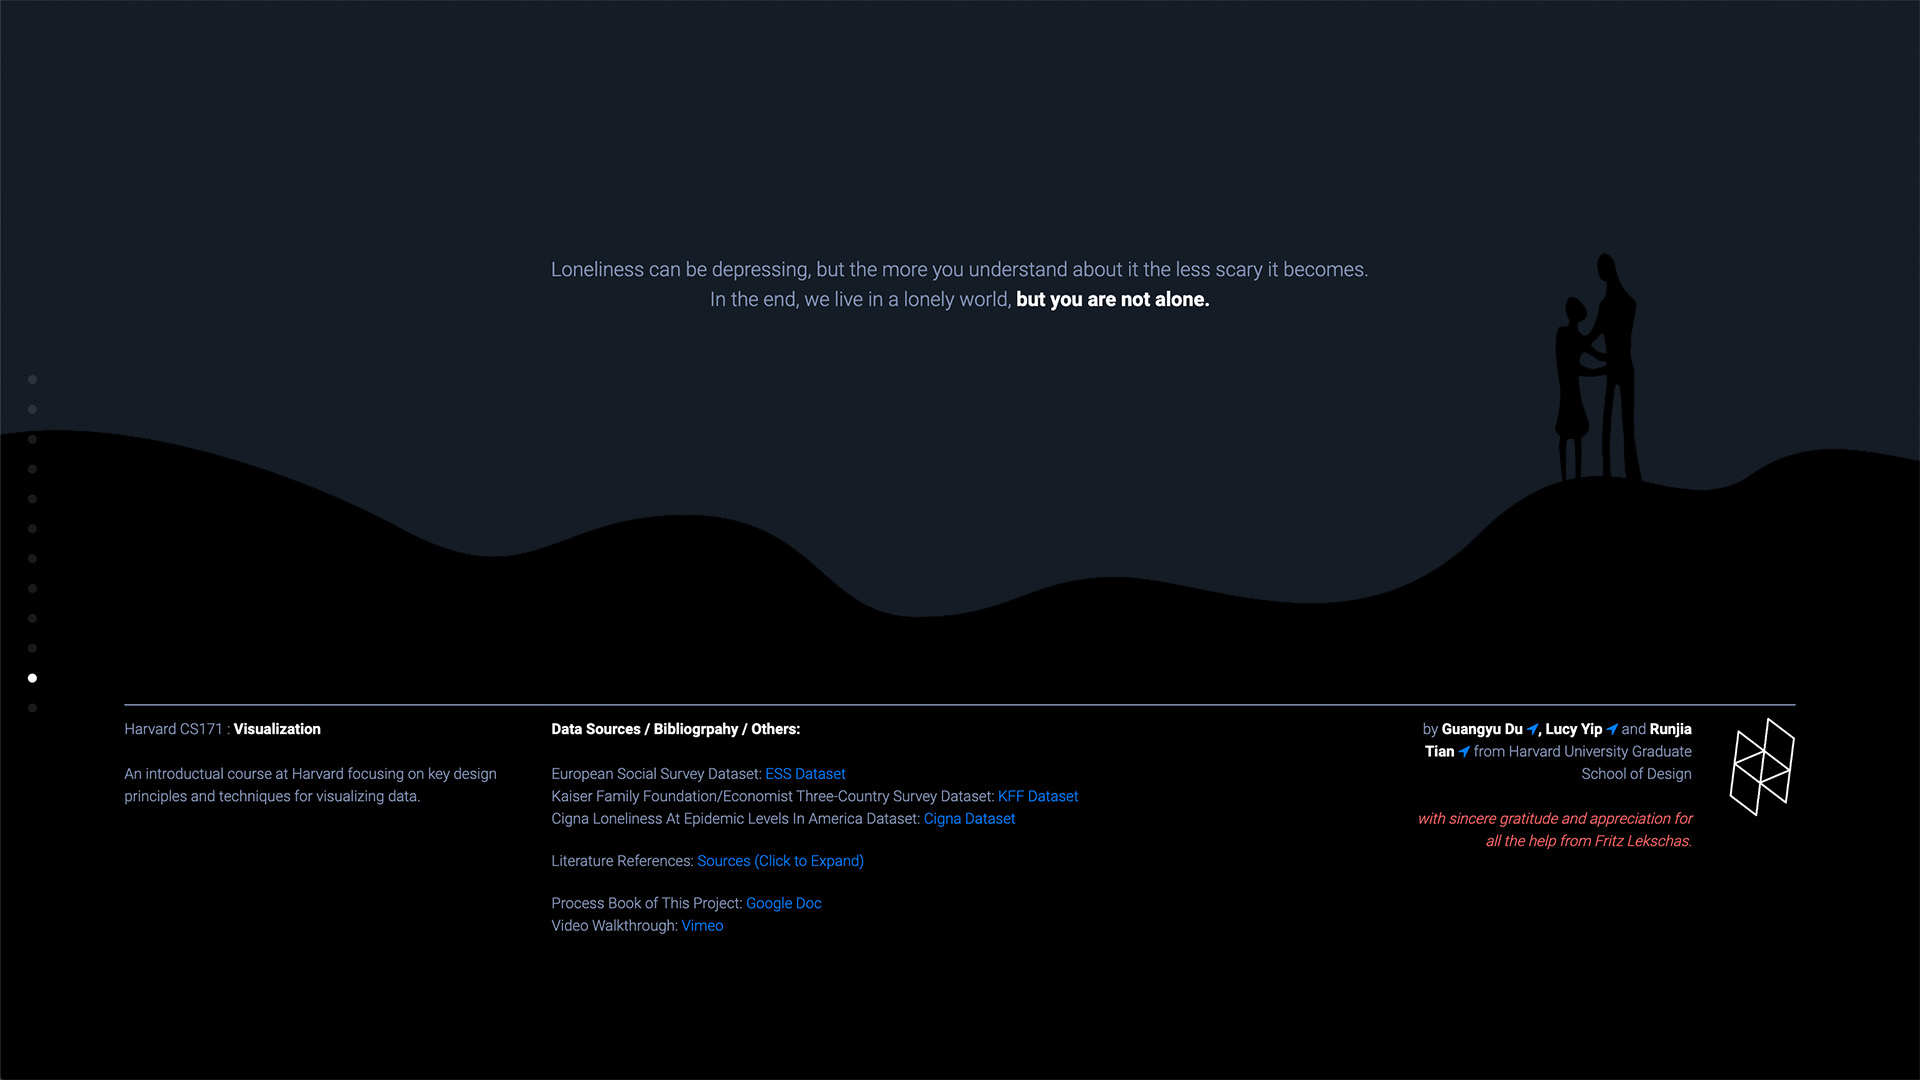 Loneliness can be depressing, but the more you understand about it the less scary it becomes.
In the end, we live in a lonely world, but you are not alone.
Harvard CS171 : Visualization
An introductual course at Harvard focusing on key design
principles and techniques for visualizing data.
Data Sources / Bibliogrpahy / Others:
European Social Survey Dataset: ESS Dataset
Kaiser Family Foundation/Economist Three-Country Survey Dataset: KFF Dataset
Cigna Loneliness At Epidemic Levels In America Dataset: Cigna Dataset
Literature References: Sources (Click to Expand)
Process Book of This Project: Google Doc
Video Walkthrough: Vimeo
by Guangyu Du , Lucy Yip and Runjia
Tian from Harvard University Graduate
School of Design
with sincere gratitude and appreciation for
all the help from Fritz Lekschas.